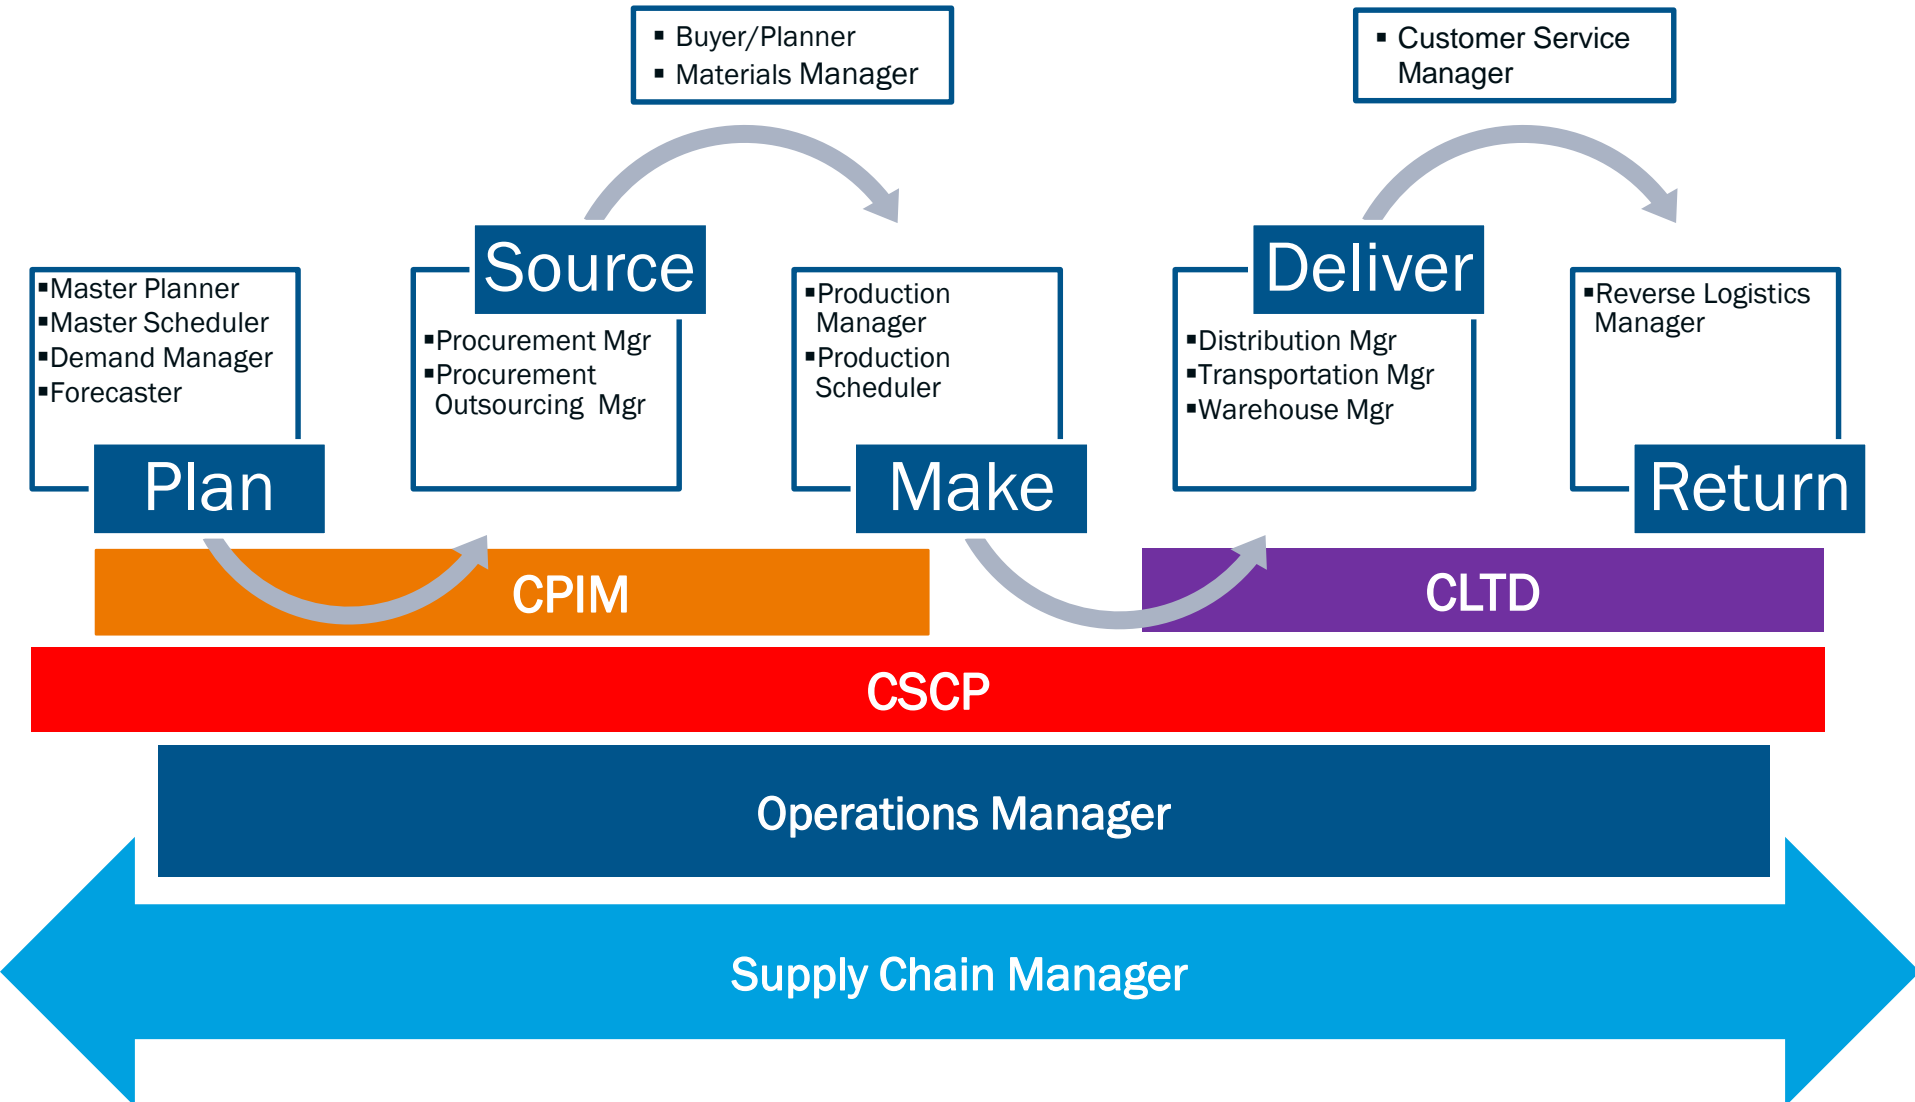 ▪ Buyer/Planner
▪ Materials Manager
▪ Customer Service
Manager
▪Master Planner
▪Master Scheduler
▪Demand Manager
▪Forecaster
Plan
Source
▪Procurement Mgr
▪Procurement
Outsourcing Mgr
▪Production
Manager
▪Production
Scheduler
Make
Deliver
▪Distribution Mgr
▪Transportation Mgr
▪Warehouse Mgr
▪Reverse Logistics
Manager
Return
CPIM
CLTD
CSCP
Operations Manager
Supply Chain Manager